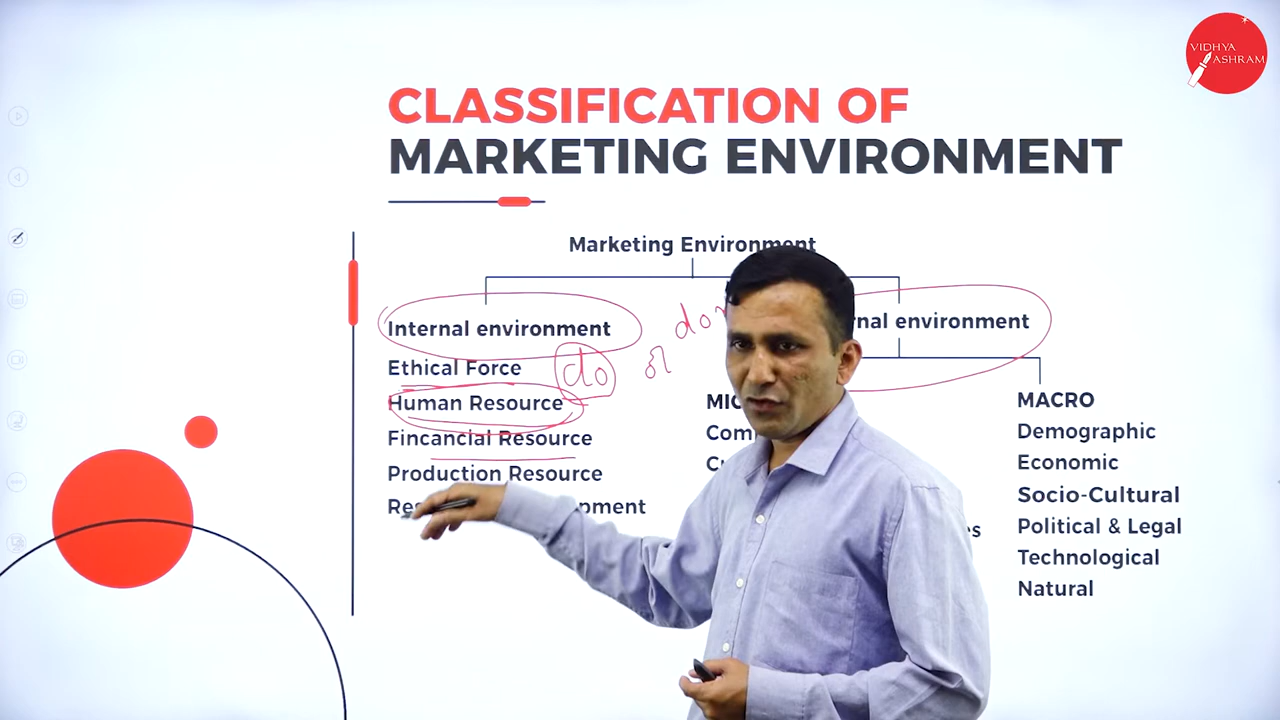 VIDHYA
ASHRAM
CLASSIFICATION OF
MARKETING ENVIRONMENT
Marketing Environment
Internal environment
environment
Ethical Force
do
Human Resource
Fincancial Resource
Production Resource
MACRO
Demographic
Economic
Socio-Cultural
Political & Legal
Technological
Natural